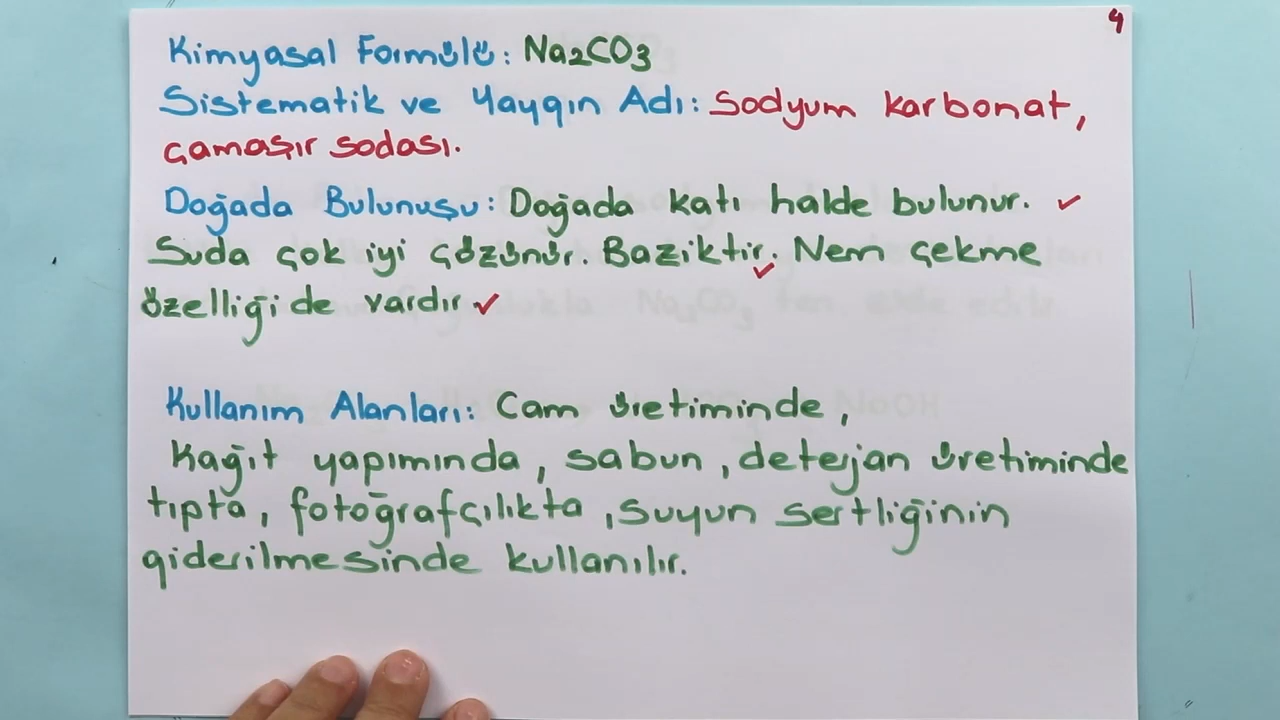 4
Kimyasal Formülü: Na₂CO₃
Sistematik ve Yaygın Adı: Sodyum karbonat,
çamaşır sodası.
Doğada Bulunuşu: Doğada katı halde bulunur.
Suda çok iyi çözünür. Baziktir. Nem çekme
özelliği de vardır.
Kullanım Alanları: Cam üretiminde,
Kağıt yapımında, sabun, deterjan üretiminde
tıpta, fotoğrafçılıkta, suyun sertliğinin
giderilmesinde kullanılır.